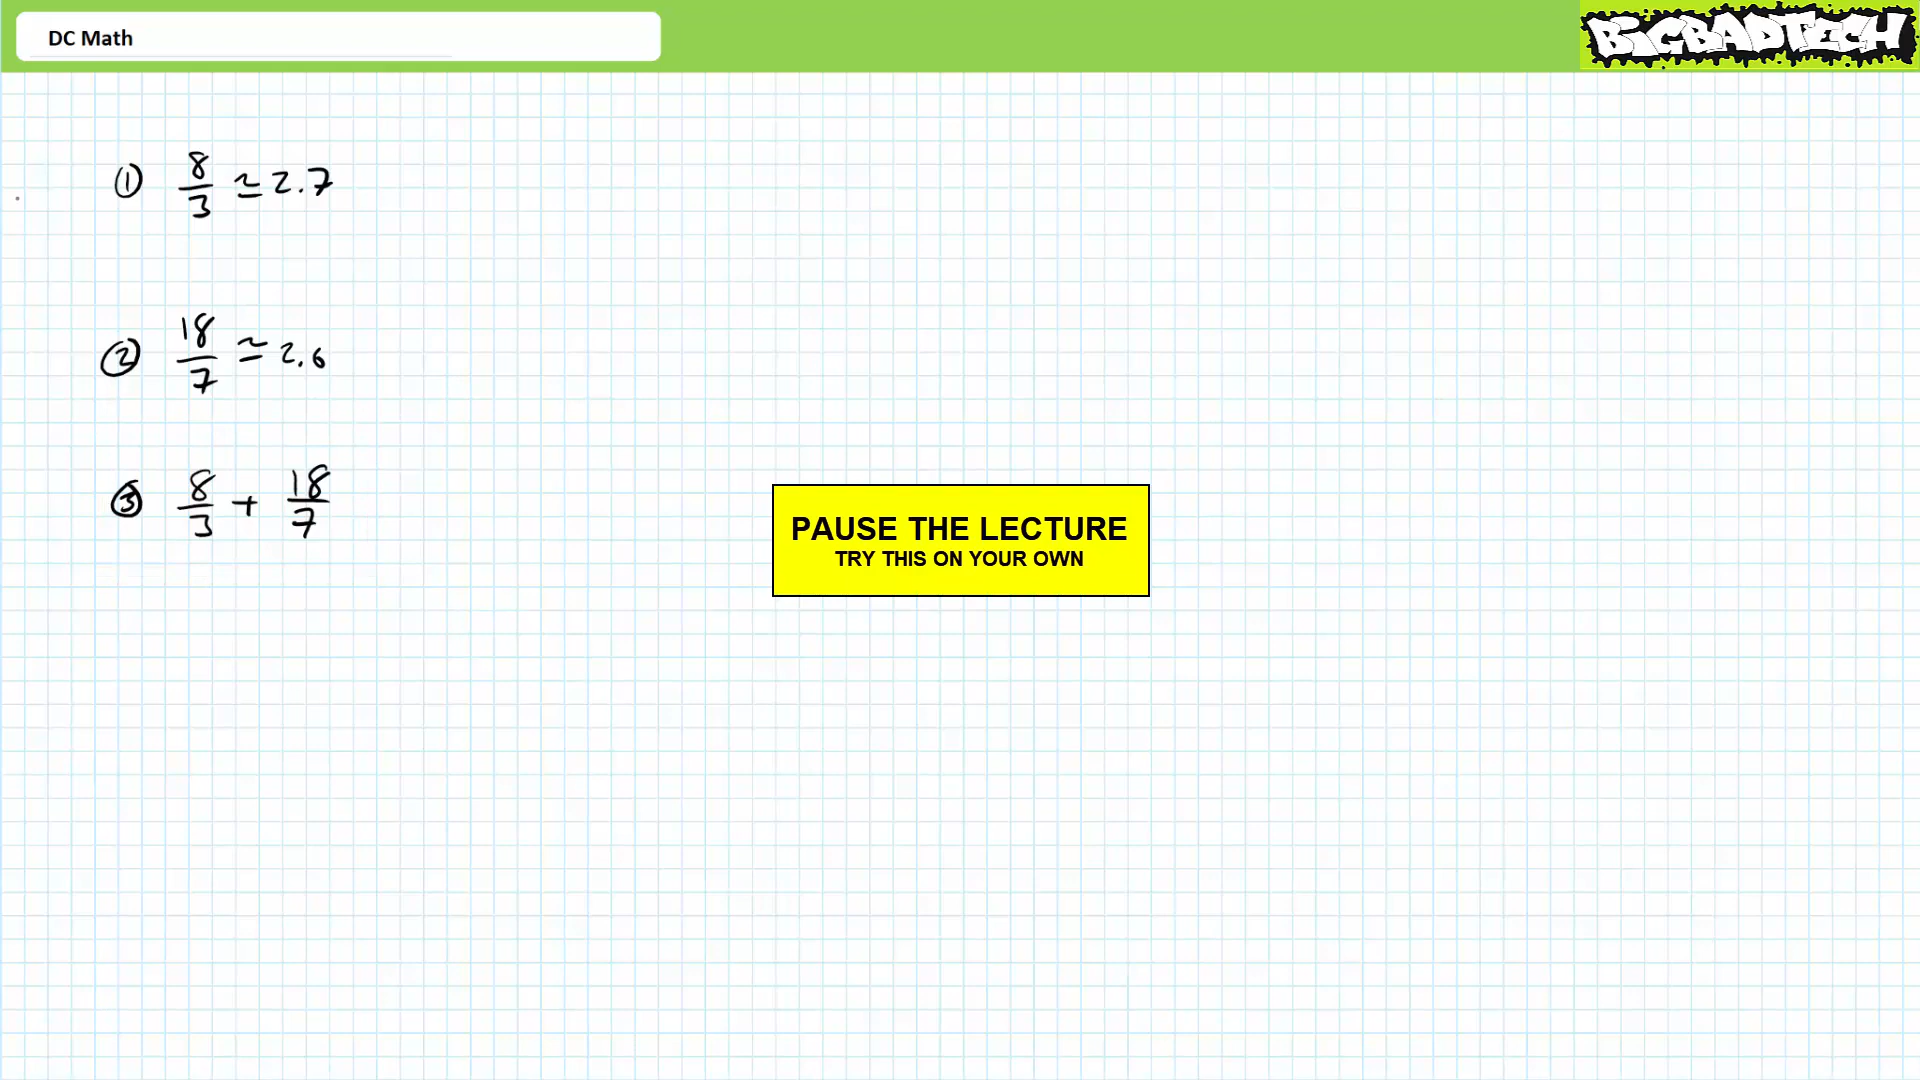 DC Math
BIGBADTECH
① 8/3 ≃ 2.7
② 18/7 ≃ 2.6
③ 8/3 + 18/7
PAUSE THE LECTURE
TRY THIS ON YOUR OWN